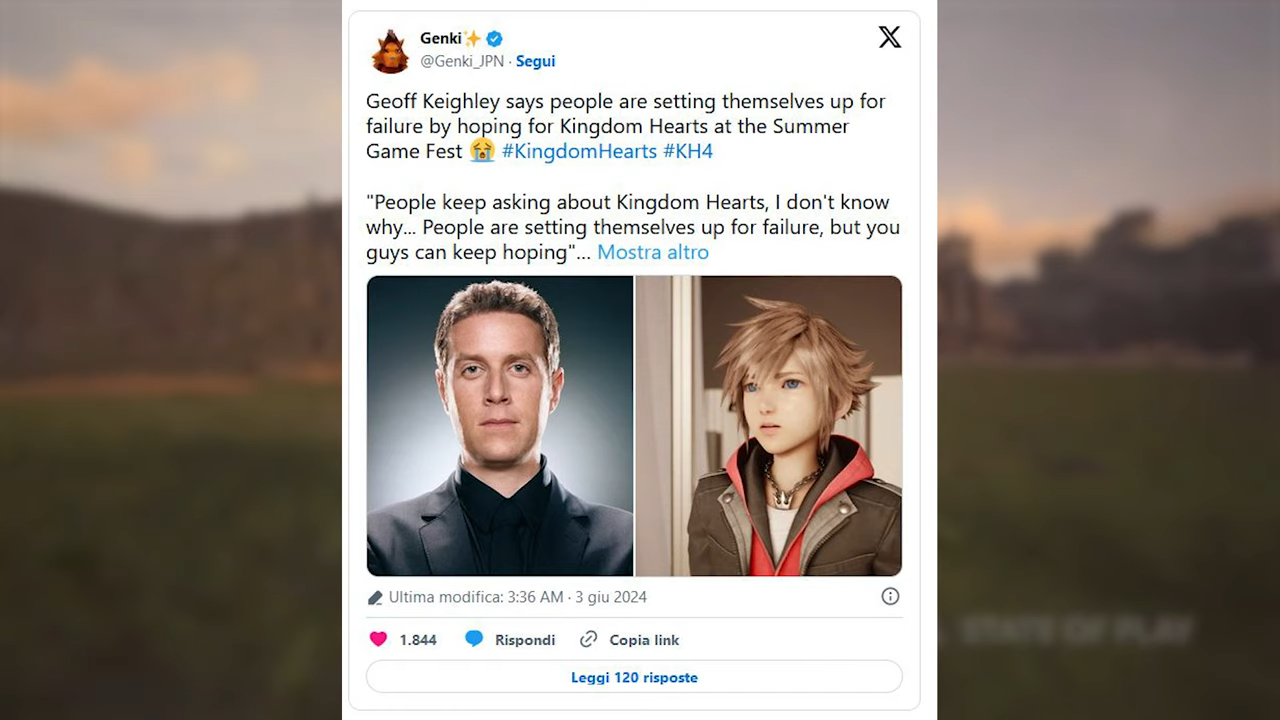 Genki✨
@Genki_JPN · Segui
Geoff Keighley says people are setting themselves up for
failure by hoping for Kingdom Hearts at the Summer
Game Fest 😭 #KingdomHearts #KH4
"People keep asking about Kingdom Hearts, I don't know
why... People are setting themselves up for failure, but you
guys can keep hoping"... Mostra altro
Ultima modifica: 3:36 AM · 3 giu 2024
1.844 Rispondi Copia link
Leggi 120 risposte
STATE OF PLAY